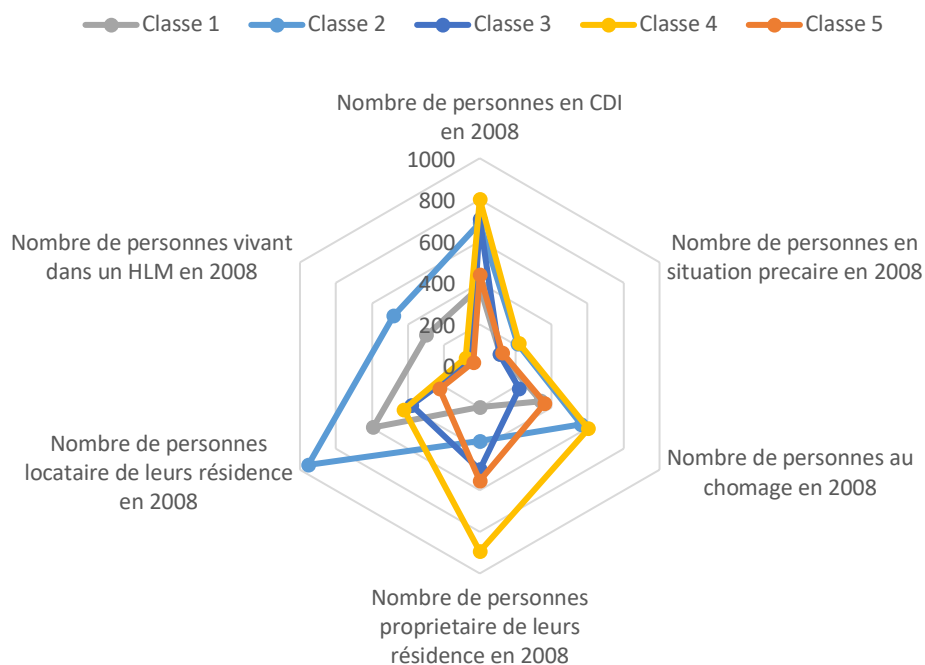 Classe 1 Classe 2 Classe 3 Classe 4 Classe 5
Nombre de personnes en CDI
en 2008
1000
800
600
400
200
0
Nombre de personnes en
situation precaire en 2008
Nombre de personnes au
chomage en 2008
Nombre de personnes
proprietaire de leurs
résidence en 2008
Nombre de personnes
locataire de leurs résidence
en 2008
Nombre de personnes vivant
dans un HLM en 2008